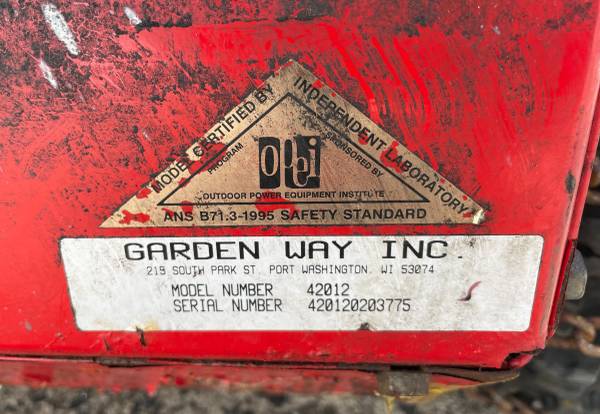 MODEL CERTIFIED BY INDEPENDENT LABORATORY
PROGRAM SPONSORED BY
opei
OUTDOOR POWER EQUIPMENT INSTITUTE
ANS B71.3-1995 SAFETY STANDARD
GARDEN WAY INC.
215 SOUTH PARK ST. PORT WASHINGTON. WI 53074
MODEL NUMBER 42012
SERIAL NUMBER 420120203775